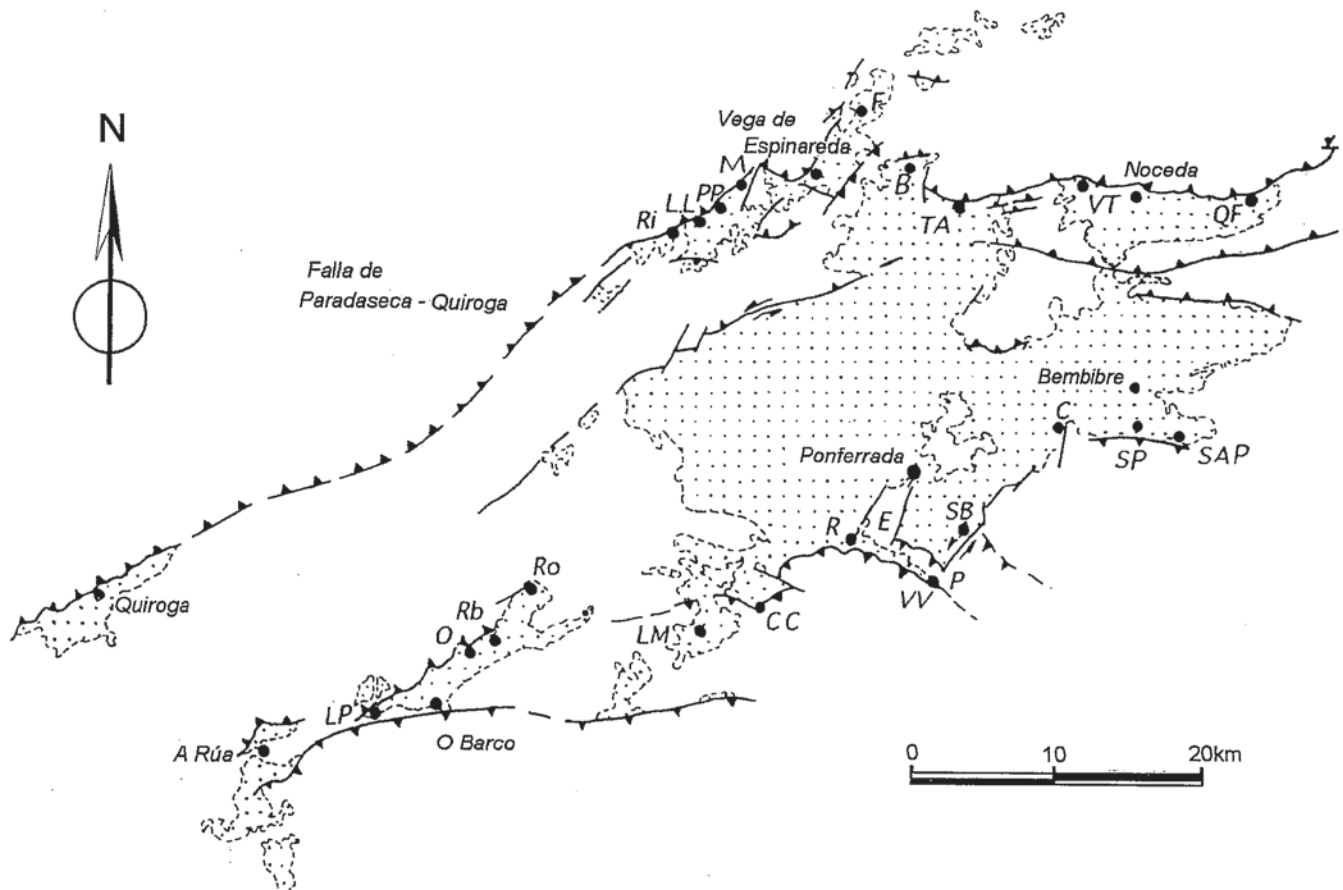 N
F
Vega de
Espinareda
M
B
Noceda
PP
L.L
VT
QF
TA
Ri
Falla de
Paradaseca - Quiroga
Bembibre
C
Ponferrada
SP
SAP
SB
R
E
P
Ro
Quiroga
VV
Rb
CC
O
LM
LP
O Barco
A Rúa
0 10 20km